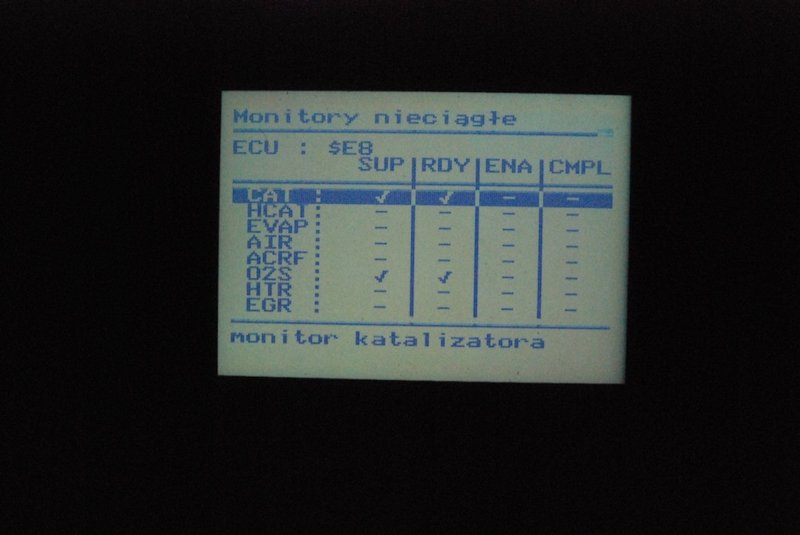 Monitory nieciągłe
ECU : $E8
SUP RDY ENA CMPL
CAT : ✓ ✓ – –
HCAT: – – – –
EVAP: – – – –
AIR : – – – –
ACRF: – – – –
O2S : ✓ ✓ – –
HTR : – – – –
EGR : – – – –
monitor katalizatora